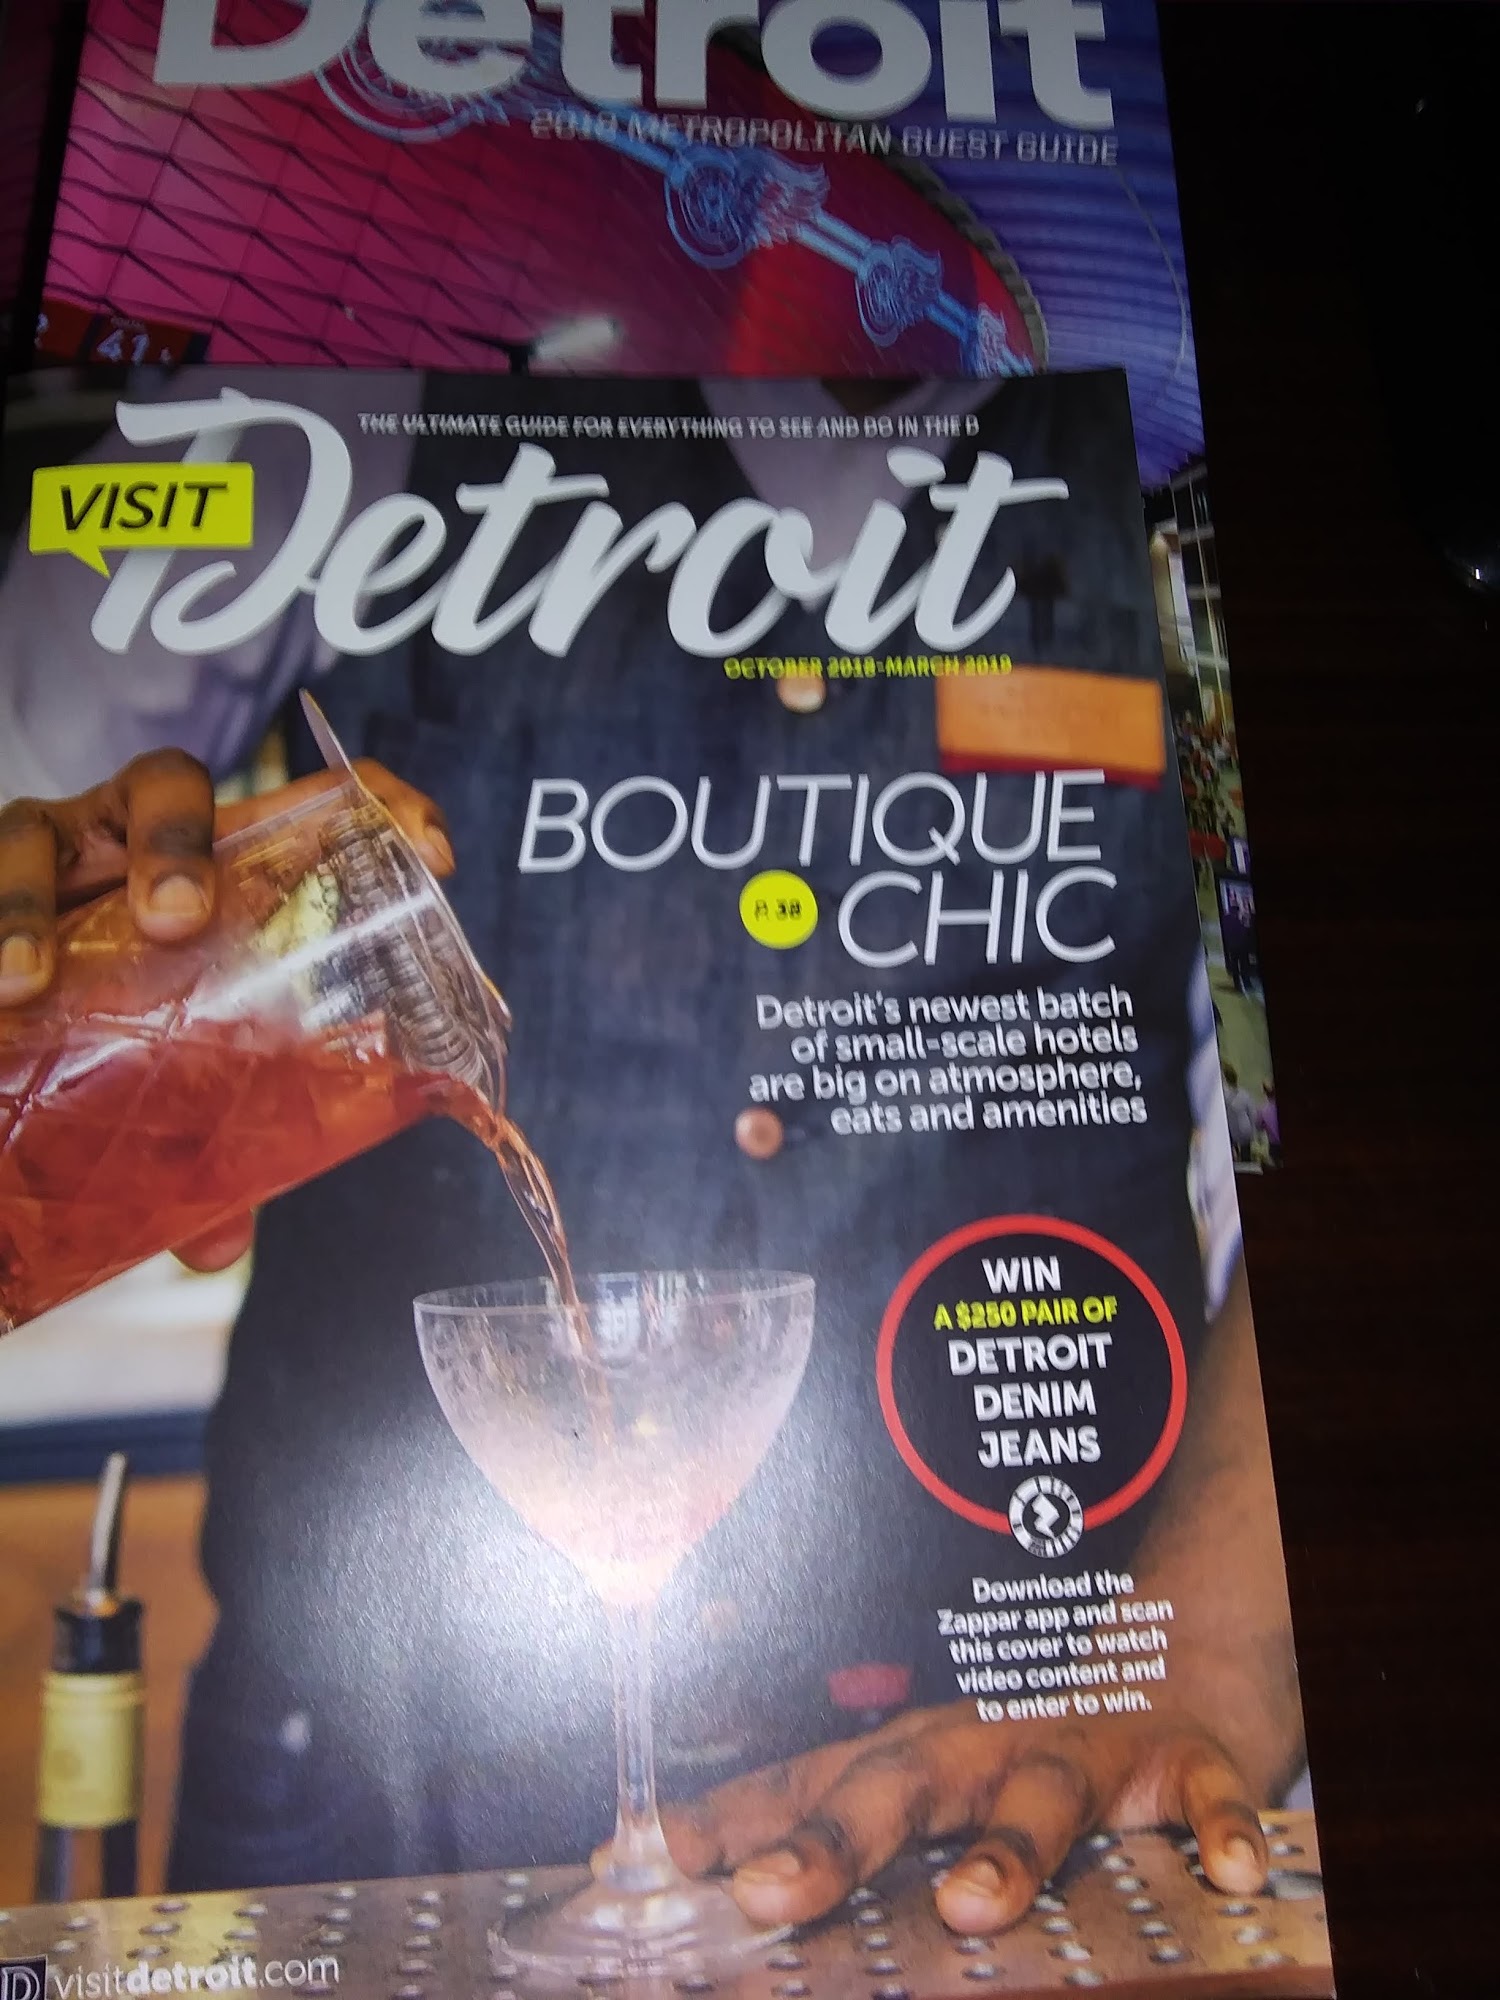 Detroit
2018 METROPOLITAN GUEST GUIDE
41
THE ULTIMATE GUIDE FOR EVERYTHING TO SEE AND DO IN THE D
VISIT
Detroit
OCTOBER 2018-MARCH 2019
BOUTIQUE
P. 38 CHIC
Detroit's newest batch
of small-scale hotels
are big on atmosphere,
eats and amenities
WIN
A $250 PAIR OF
DETROIT
DENIM
JEANS
Download the
Zappar app and scan
this cover to watch
video content and
to enter to win.
D visitdetroit.com